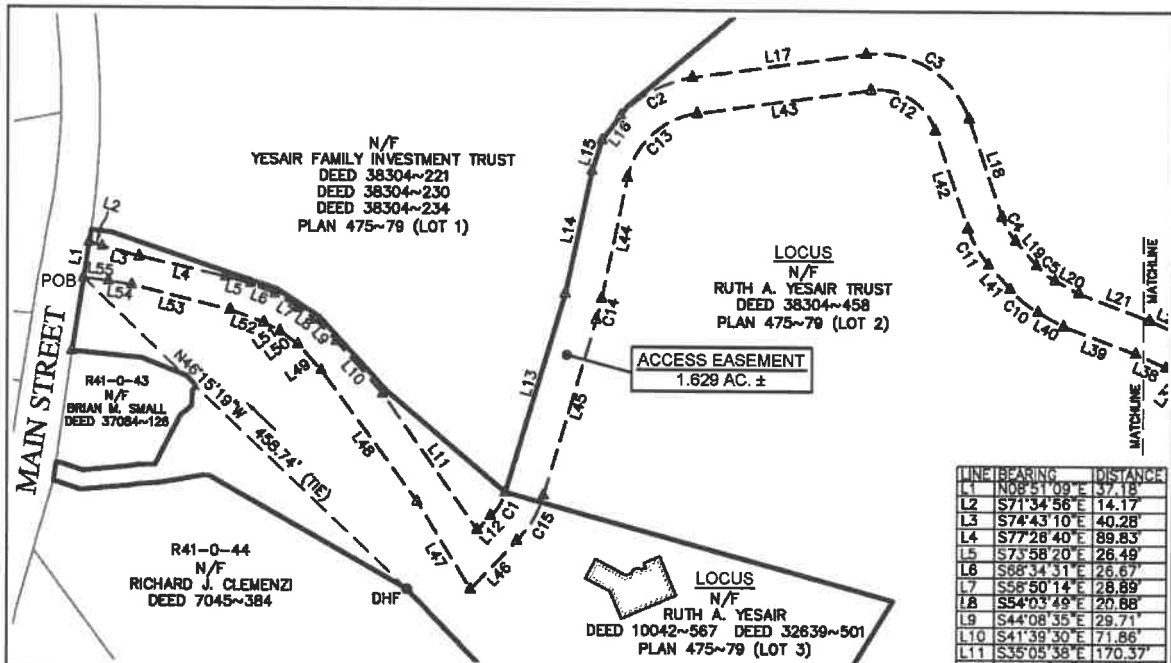 N/F
YESAIR FAMILY INVESTMENT TRUST
DEED 38304~221
DEED 38304~230
DEED 38304~234
PLAN 475~79 (LOT 1)
L17
C3
C2
L16
L15
L43
C12
C13
L18
L42
L14
L44
C14
LOCUS
N/F
RUTH A. YESAIR TRUST
DEED 38304~458
PLAN 475~79 (LOT 2)
C4
L19
C5
L20
L21
C11
L41
C10
L40
L39
L38
MATCHLINE
MATCHLINE
L2
L1
L3
L4
L5
L6
L7
L8
L9
L10
POB
L55
L54
L53
L52
L51
L50
L49
L48
L13
L45
ACCESS EASEMENT
1.629 AC. ±
MAIN STREET
R41-0-43
N/F
BRIAN M. SMALL
DEED 37084~126
N46°15'19"W 458.74' (TIE)
L11
L12
C1
C15
L47
L46
R41-0-44
N/F
RICHARD J. CLEMENZI
DEED 7045~384
DHF
LOCUS
N/F
RUTH A. YESAIR
DEED 10042~567 DEED 32639~501
PLAN 475~79 (LOT 3)
LINE BEARING DISTANCE
L1 N08°51'09"E 37.18'
L2 S71°34'56"E 14.17'
L3 S74°43'10"E 40.28'
L4 S77°26'40"E 89.83'
L5 S73°58'20"E 26.49'
L6 S68°34'31"E 26.67'
L7 S58°50'14"E 28.89'
L8 S54°03'49"E 20.88'
L9 S44°08'35"E 29.71'
L10 S41°39'30"E 71.86'
L11 S35°05'38"E 170.37'